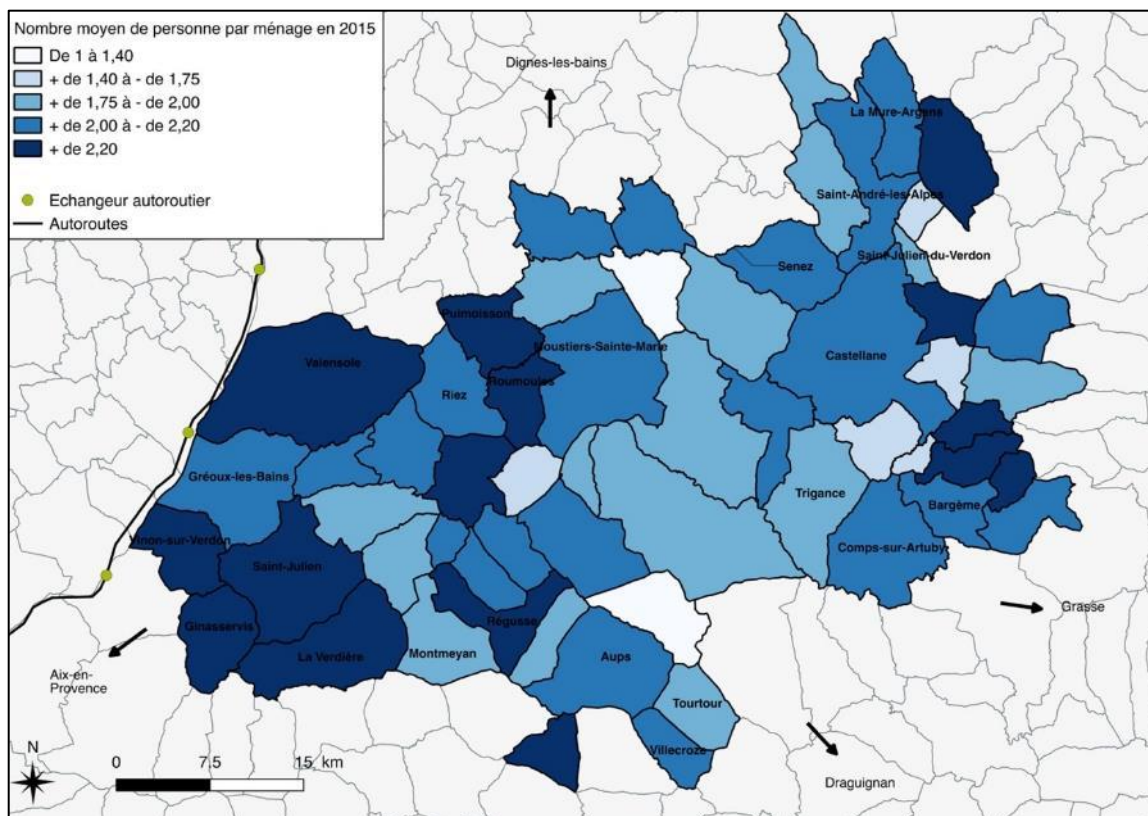 Nombre moyen de personne par ménage en 2015
De 1 à 1,40
+ de 1,40 à - de 1,75
+ de 1,75 à - de 2,00
+ de 2,00 à - de 2,20
+ de 2,20
Echangeur autoroutier
Autoroutes
Dignes-les-bains
La Mure-Argens
Saint-André-les-Alpes
Saint-Julien-du-Verdon
Senez
Puimoisson
Moustiers-Sainte-Marie
Castellane
Valensole
Roumoules
Riez
Gréoux-les-Bains
Trigance
Bargème
Vinon-sur-Verdon
Comps-sur-Artuby
Saint-Julien
Grasse
Ginasservis
Régusse
La Verdière
Montmeyan
Aups
Aix-en-
Provence
Tourtour
Villecroze
N
0 7.5 15 km
Draguignan